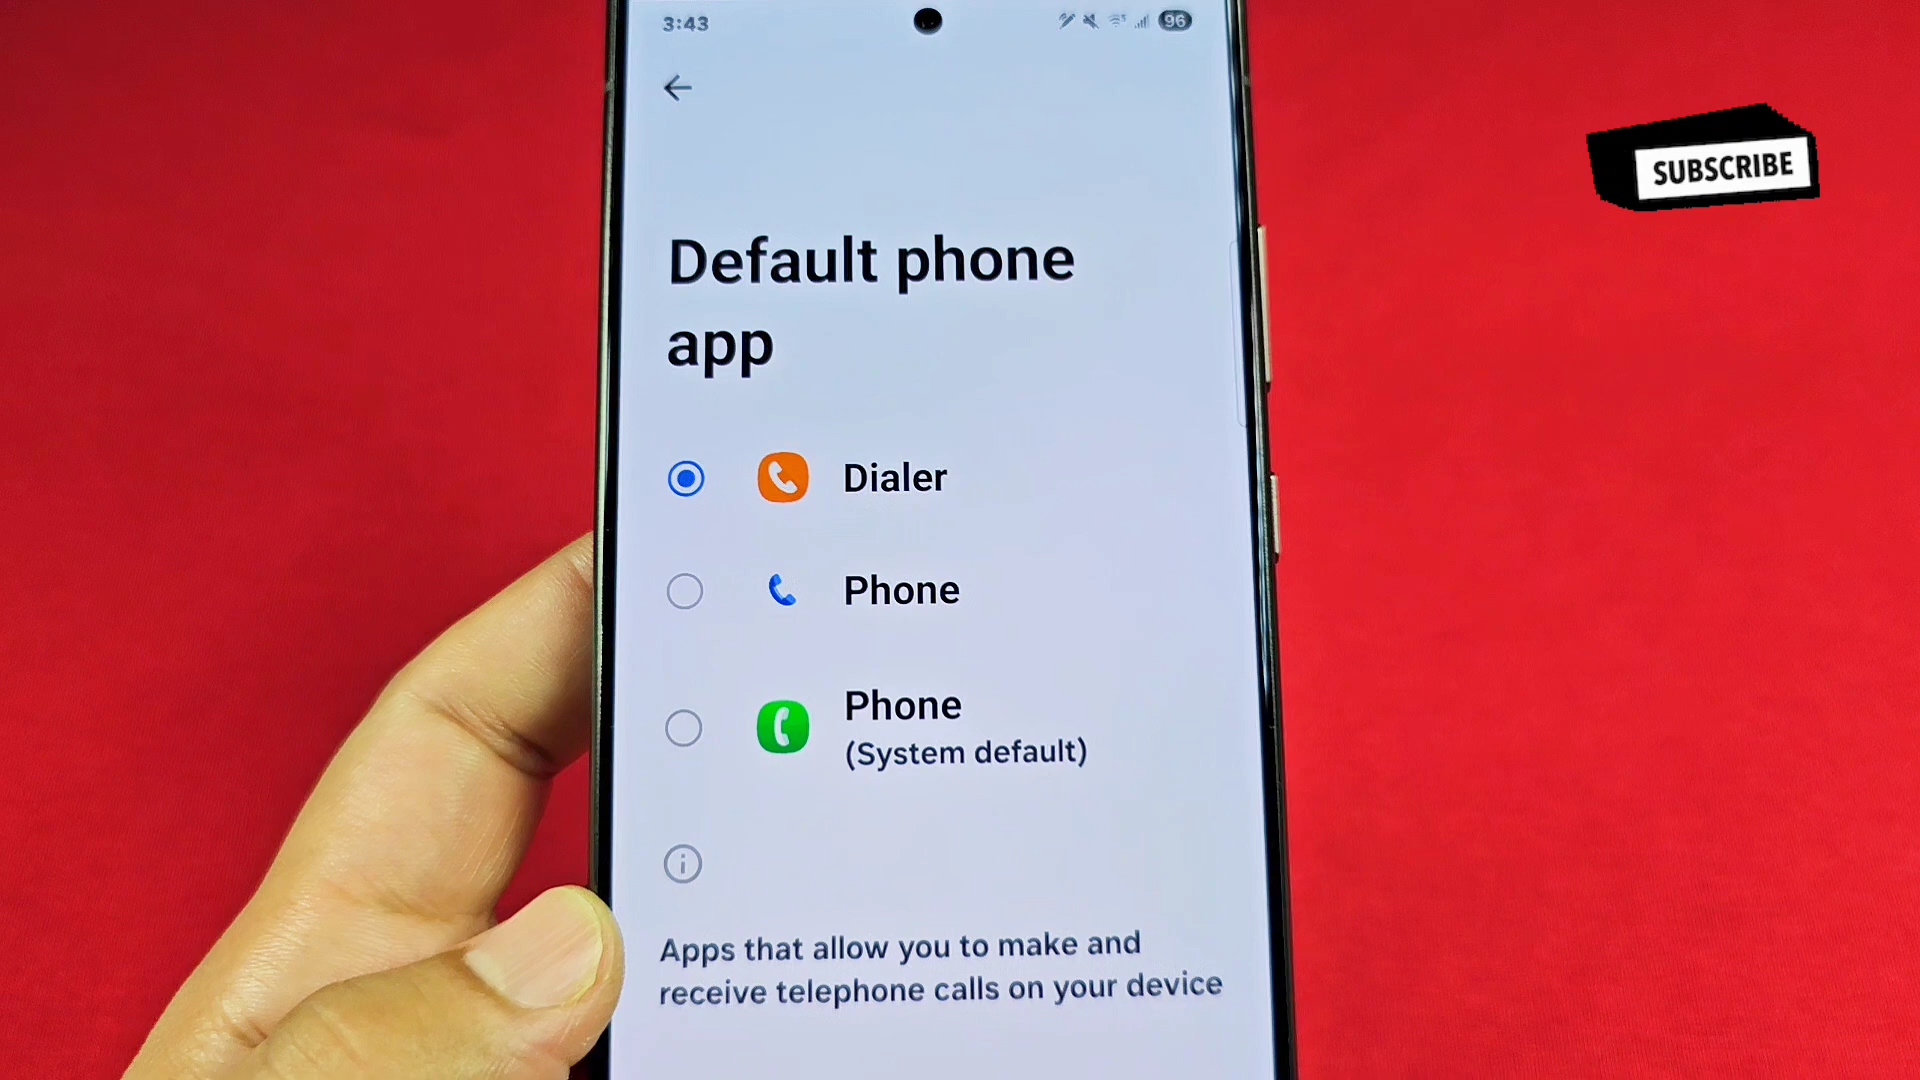 3:43
96
SUBSCRIBE
Default phone
app
Dialer
Phone
Phone
(System default)
Apps that allow you to make and
receive telephone calls on your device